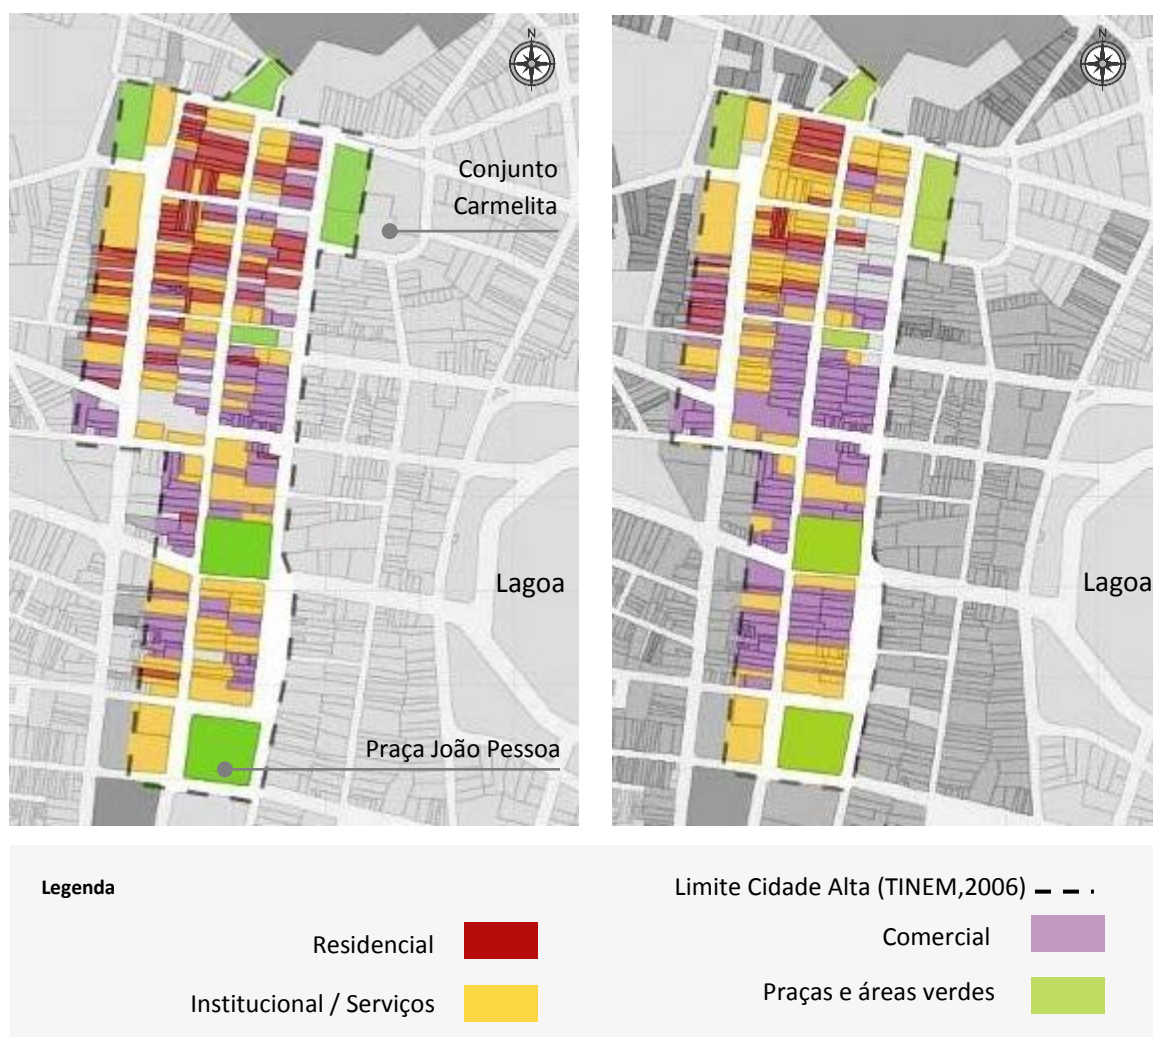 N
N
Conjunto
Carmelita
Lagoa
Lagoa
Praça João Pessoa
Legenda
Limite Cidade Alta (TINEM,2006)
Residencial
Comercial
Institucional / Serviços
Praças e áreas verdes